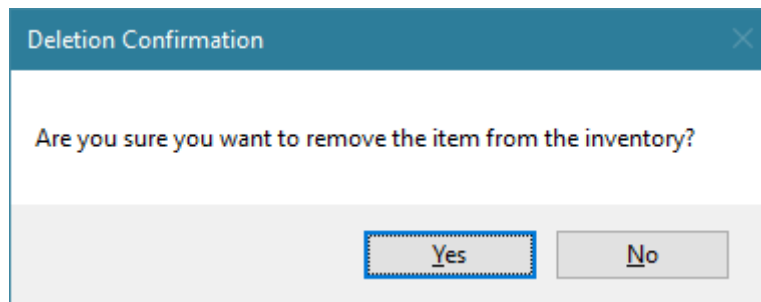 Deletion Confirmation
Are you sure you want to remove the item from the inventory?
Yes
No